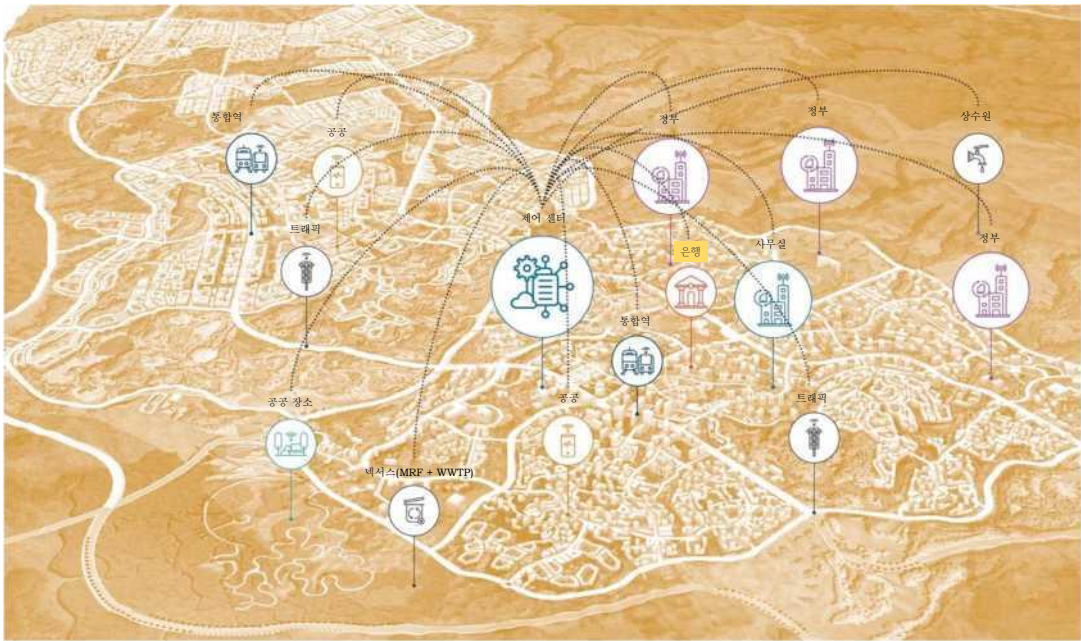 통합역
공공
정부
정부
상수원
트래픽
제어 센터
은행
사무실
정부
통합역
공공 장소
공공
트래픽
넥서스(MRF + WWTP)